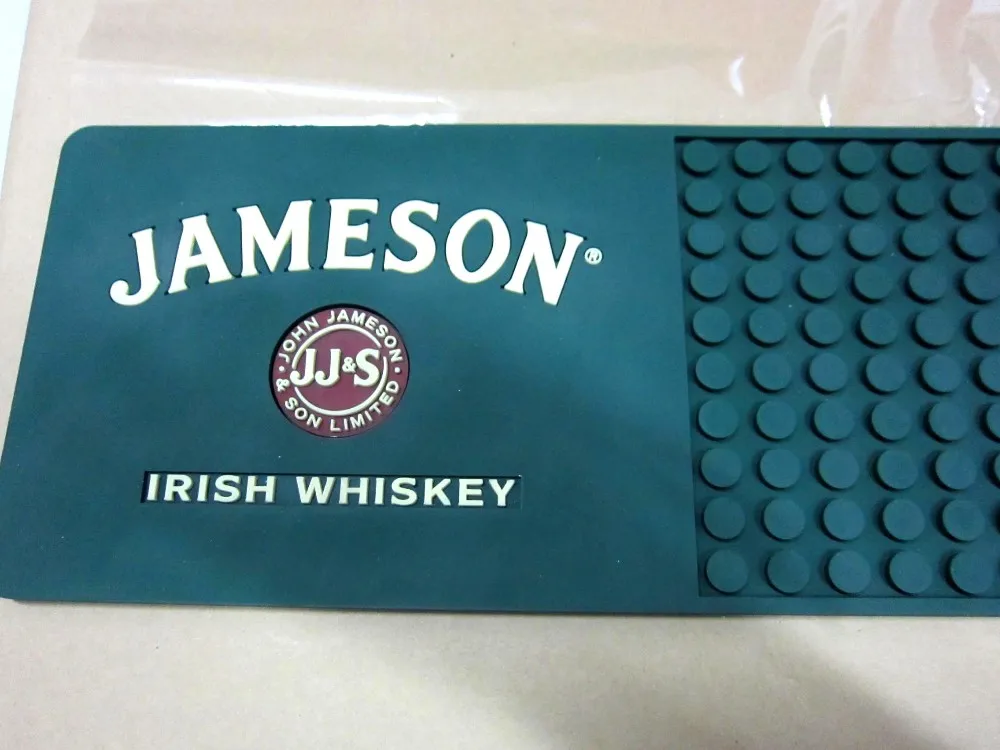 JAMESON®
JOHN JAMESON
JJ&S
& SON LIMITED
IRISH WHISKEY